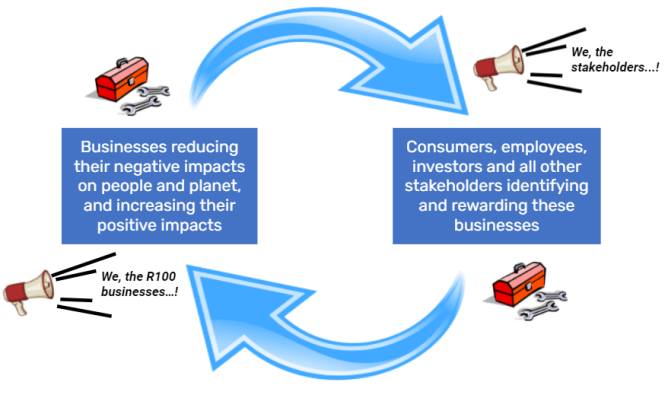 We, the
stakeholders...!
Businesses reducing
their negative impacts
on people and planet,
and increasing their
positive impacts
Consumers, employees,
investors and all other
stakeholders identifying
and rewarding these
businesses
We, the R100
businesses...!